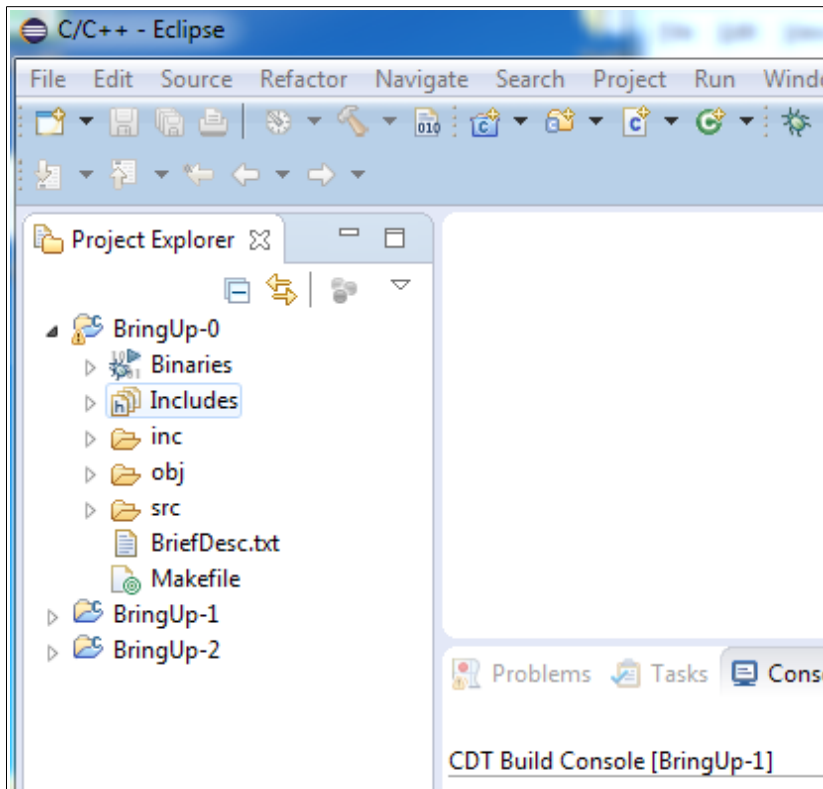 C/C++ - Eclipse
File Edit Source Refactor Navigate Search Project Run
010
Project Explorer
BringUp-0
Binaries
Includes
inc
obj
src
BriefDesc.txt
Makefile
BringUp-1
BringUp-2
Problems Tasks
CDT Build Console [BringUp-1]